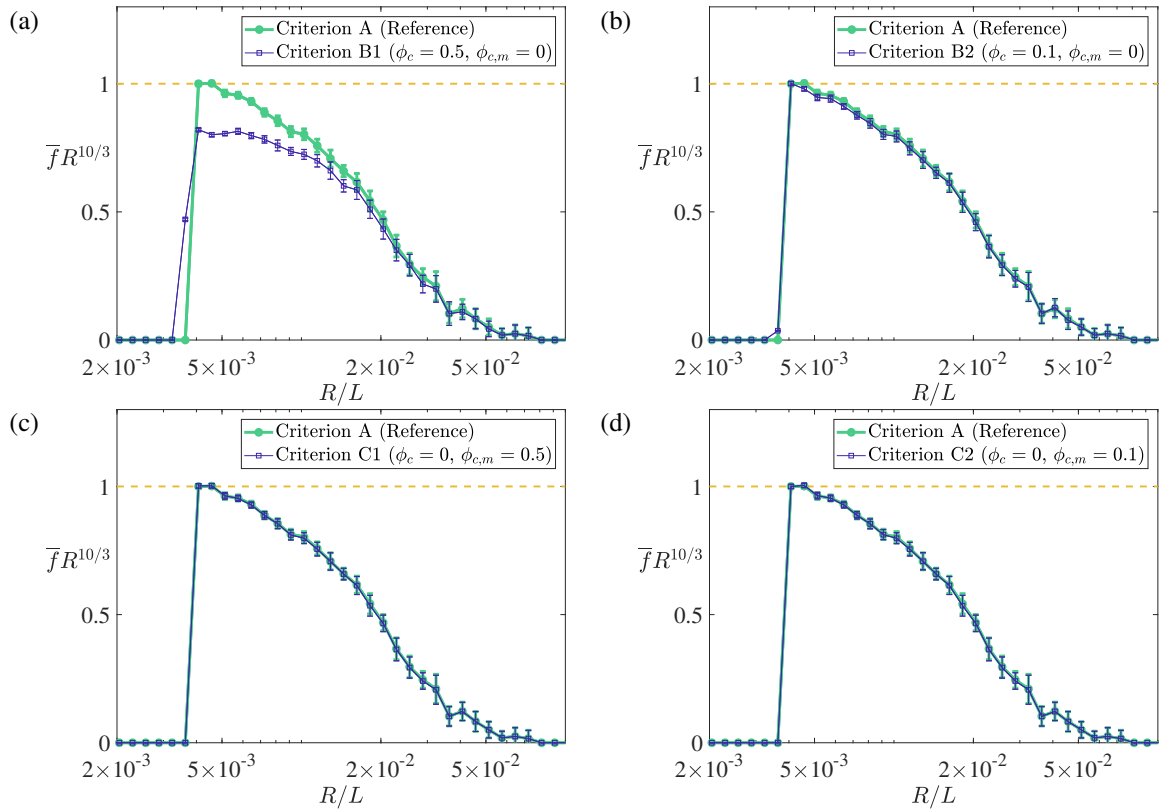 (a)
Criterion A (Reference)
Criterion B1 (ϕ_c = 0.5, ϕ_{c,m} = 0)
1
f̅R^{10/3}
0.5
0
2×10⁻³ 5×10⁻³ 2×10⁻² 5×10⁻²
R/L
(b)
Criterion A (Reference)
Criterion B2 (ϕ_c = 0.1, ϕ_{c,m} = 0)
1
f̅R^{10/3}
0.5
0
2×10⁻³ 5×10⁻³ 2×10⁻² 5×10⁻²
R/L
(c)
Criterion A (Reference)
Criterion C1 (ϕ_c = 0, ϕ_{c,m} = 0.5)
1
f̅R^{10/3}
0.5
0
2×10⁻³ 5×10⁻³ 2×10⁻² 5×10⁻²
R/L
(d)
Criterion A (Reference)
Criterion C2 (ϕ_c = 0, ϕ_{c,m} = 0.1)
1
f̅R^{10/3}
0.5
0
2×10⁻³ 5×10⁻³ 2×10⁻² 5×10⁻²
R/L